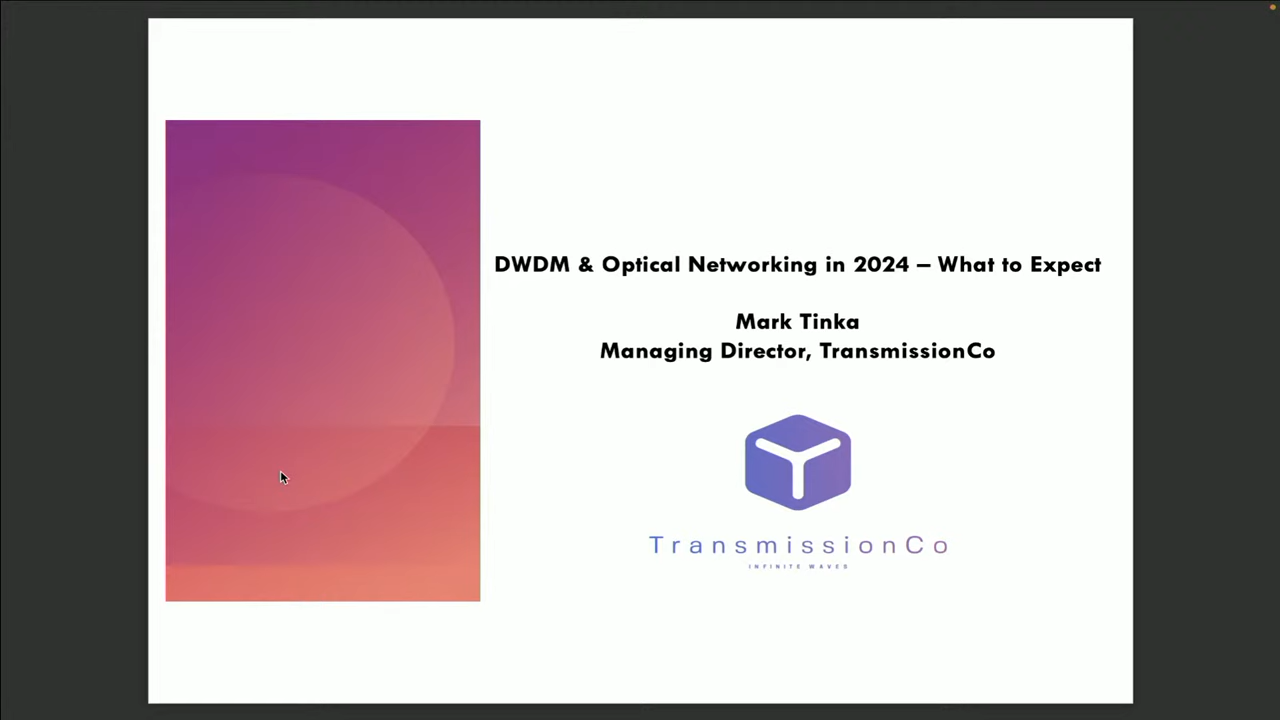 DWDM & Optical Networking in 2024 – What to Expect
Mark Tinka
Managing Director, TransmissionCo
TransmissionCo
INFINITE WAVES